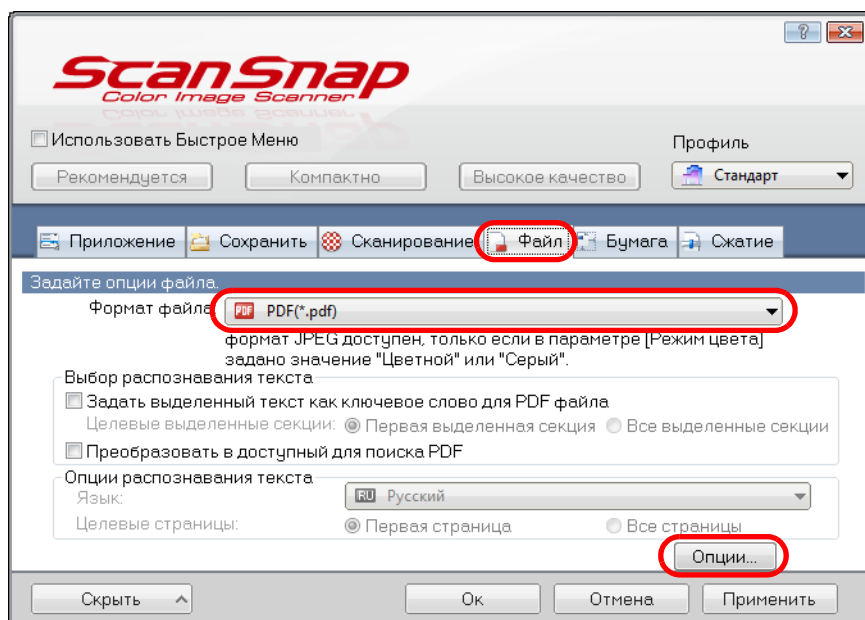 ScanSnap
Color Image Scanner
Использовать Быстрое Меню
Профиль
Рекомендуется Компактно Высокое качество Стандарт
Приложение Сохранить Сканирование Файл Бумага Сжатие
Задайте опции файла.
Формат файла: PDF(*.pdf)
формат JPEG доступен, только если в параметре [Режим цвета]
задано значение "Цветной" или "Серый".
Выбор распознавания текста
Задать выделенный текст как ключевое слово для PDF файла
Целевые выделенные секции: Первая выделенная секция Все выделенные секции
Преобразовать в доступный для поиска PDF
Опции распознавания текста
Язык: RU Русский
Целевые страницы: Первая страница Все страницы
Опции...
Скрыть Ок Отмена Применить